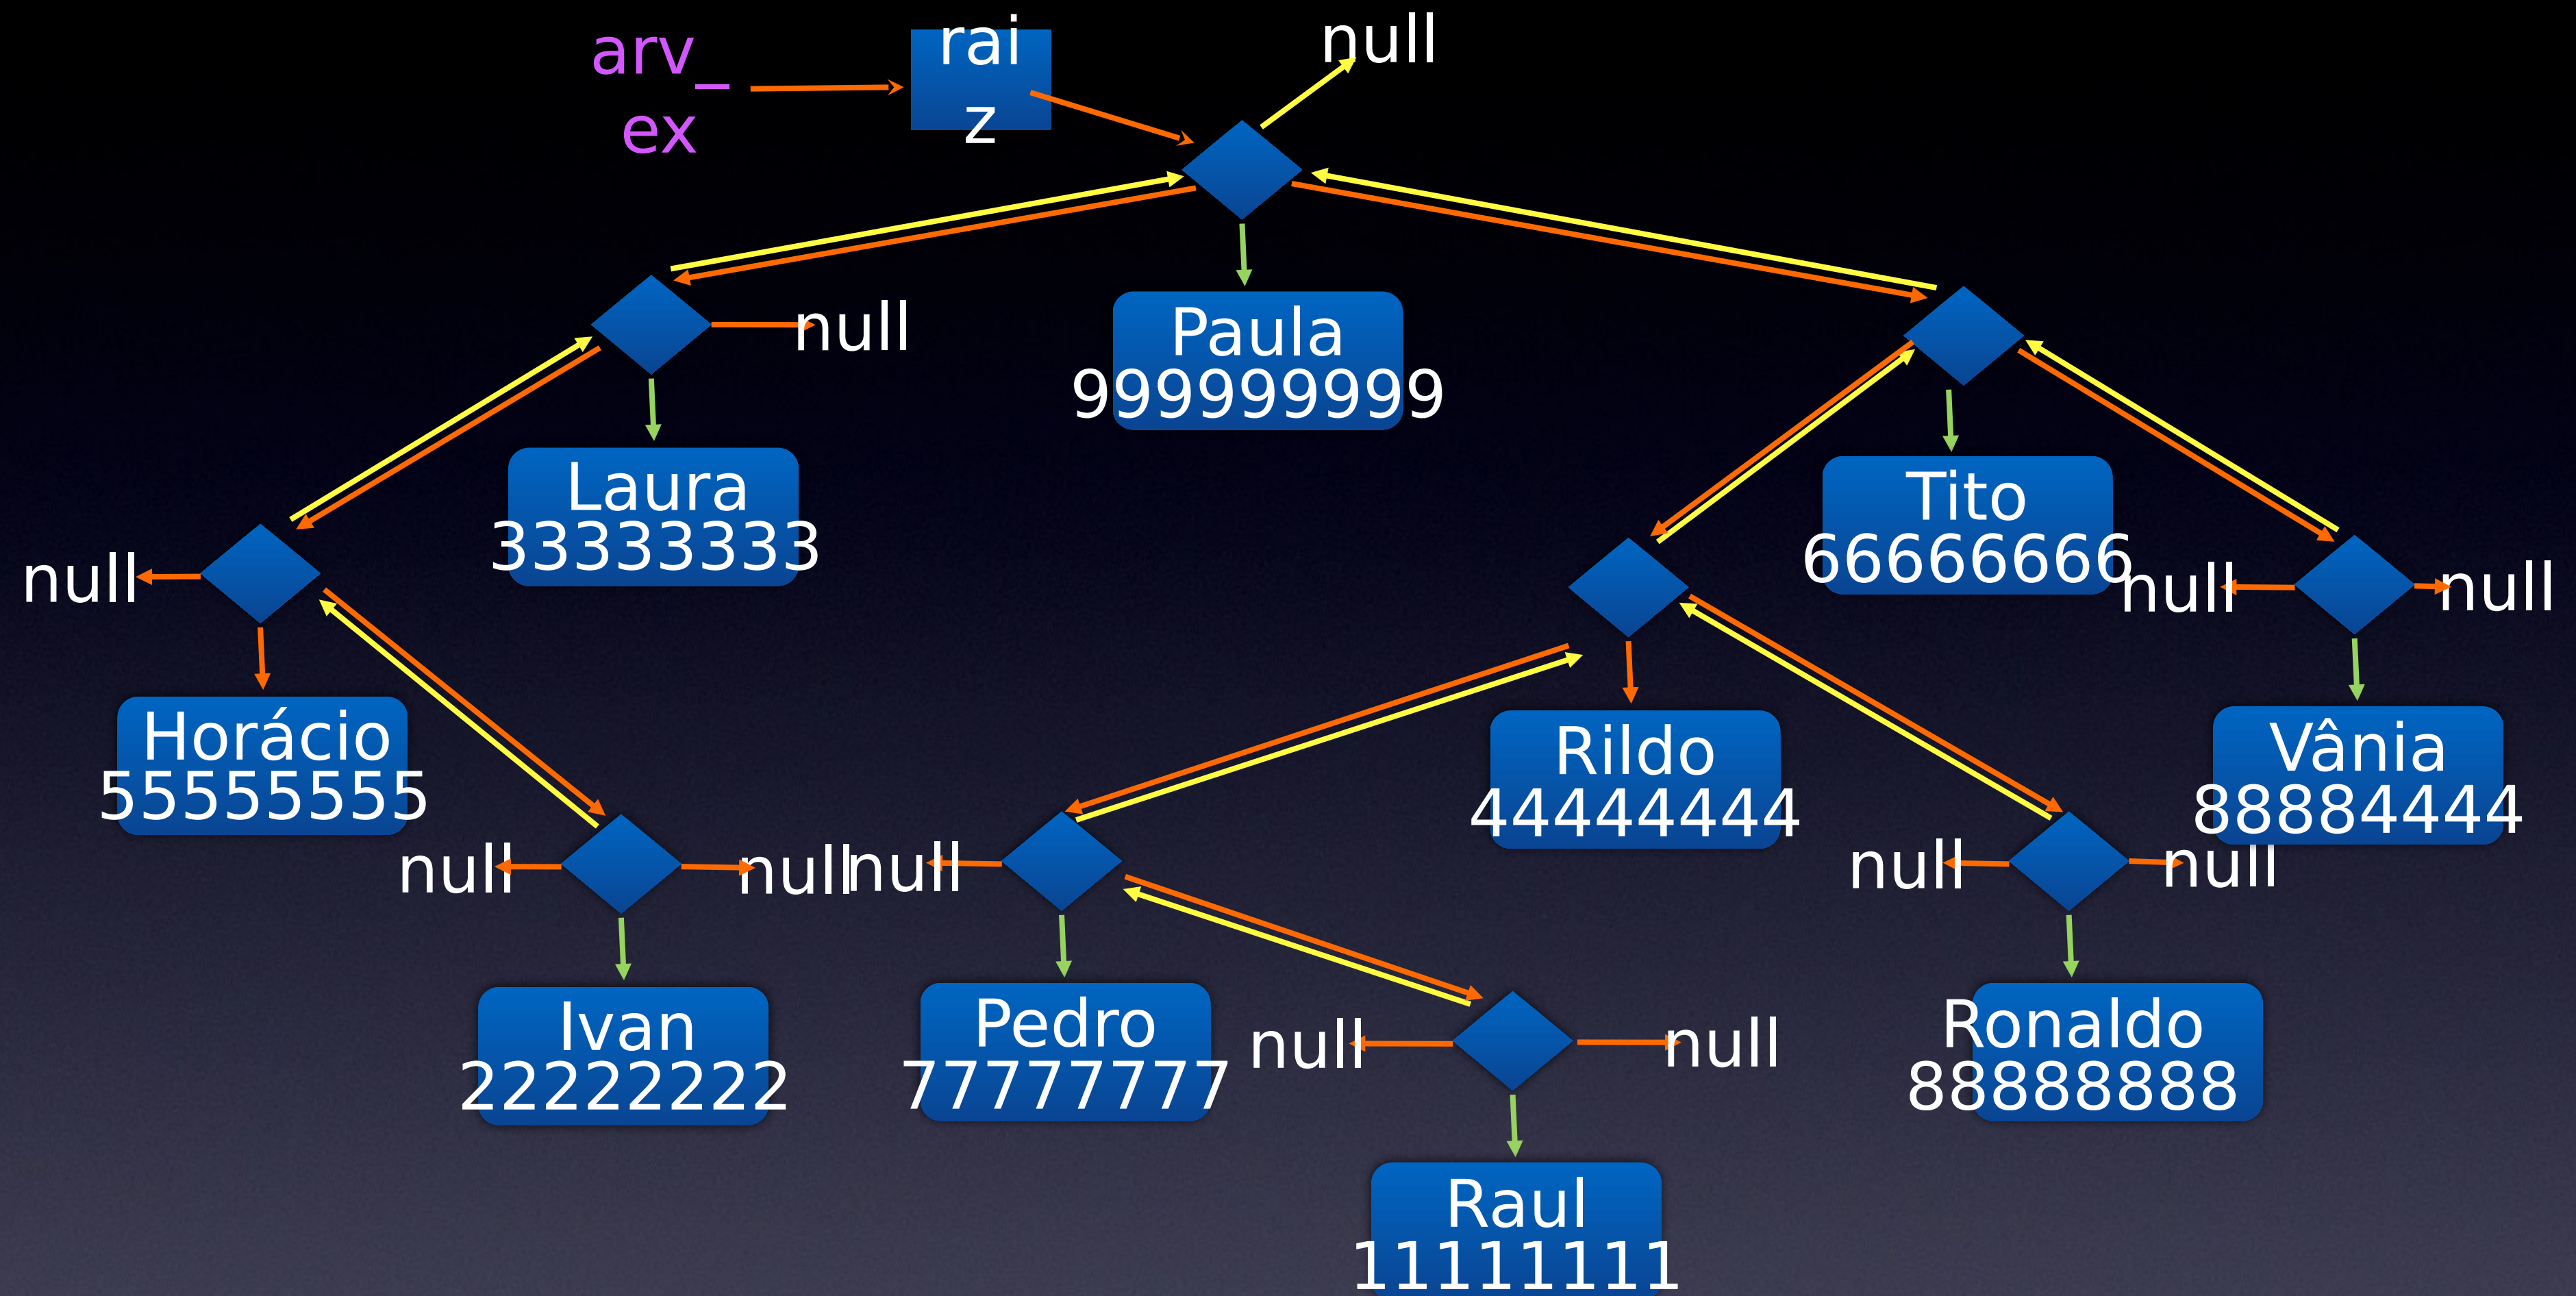 arv_
ex
rai
z
null
null
Paula
999999999
Laura
33333333
Tito
66666666
null
null
null
Horácio
55555555
Rildo
44444444
Vânia
88884444
null
null
null
null
null
Ivan
22222222
Pedro
77777777
null
null
Ronaldo
88888888
Raul
11111111